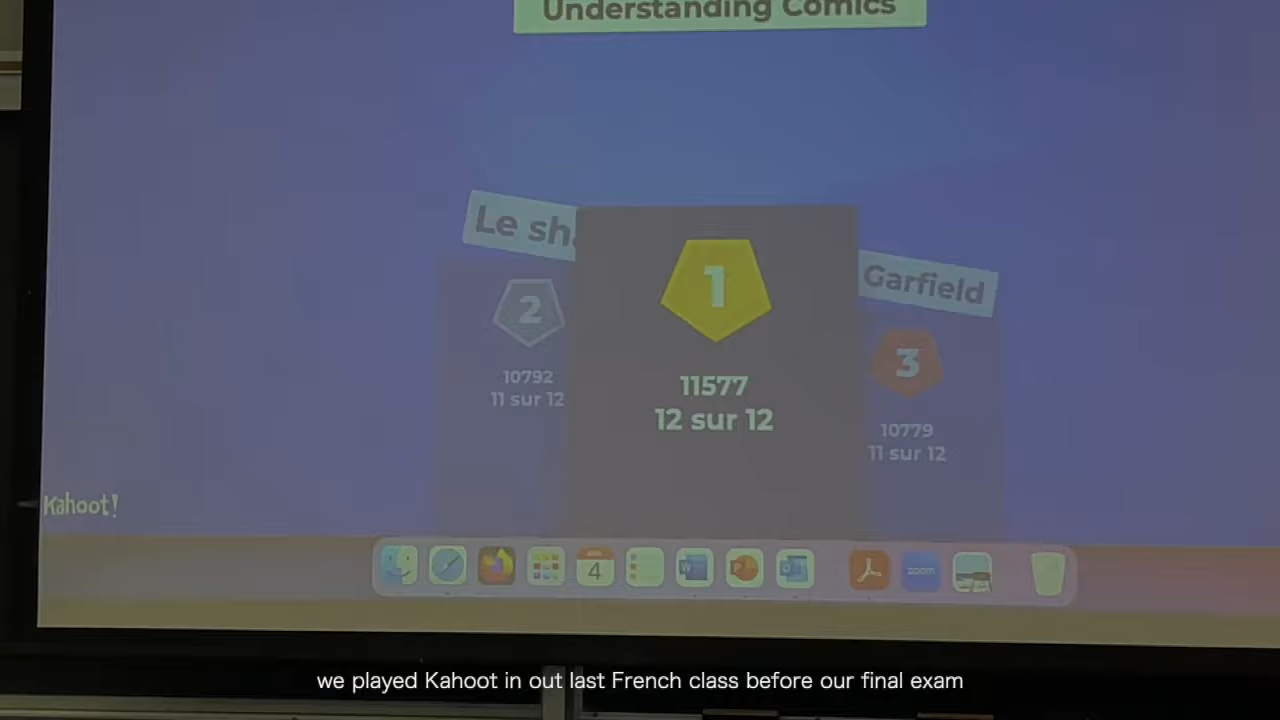 Understanding Comics
Le sh
Garfield
1
2
3
11577
12 sur 12
10792
11 sur 12
10779
11 sur 12
Kahoot!
4
W
P
zoom
we played Kahoot in out last French class before our final exam